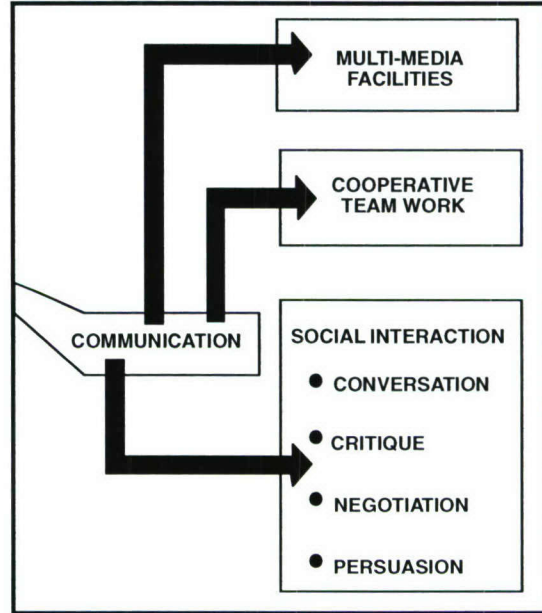 MULTI-MEDIA
FACILITIES
COOPERATIVE
TEAM WORK
COMMUNICATION
SOCIAL INTERACTION
● CONVERSATION
● CRITIQUE
● NEGOTIATION
● PERSUASION